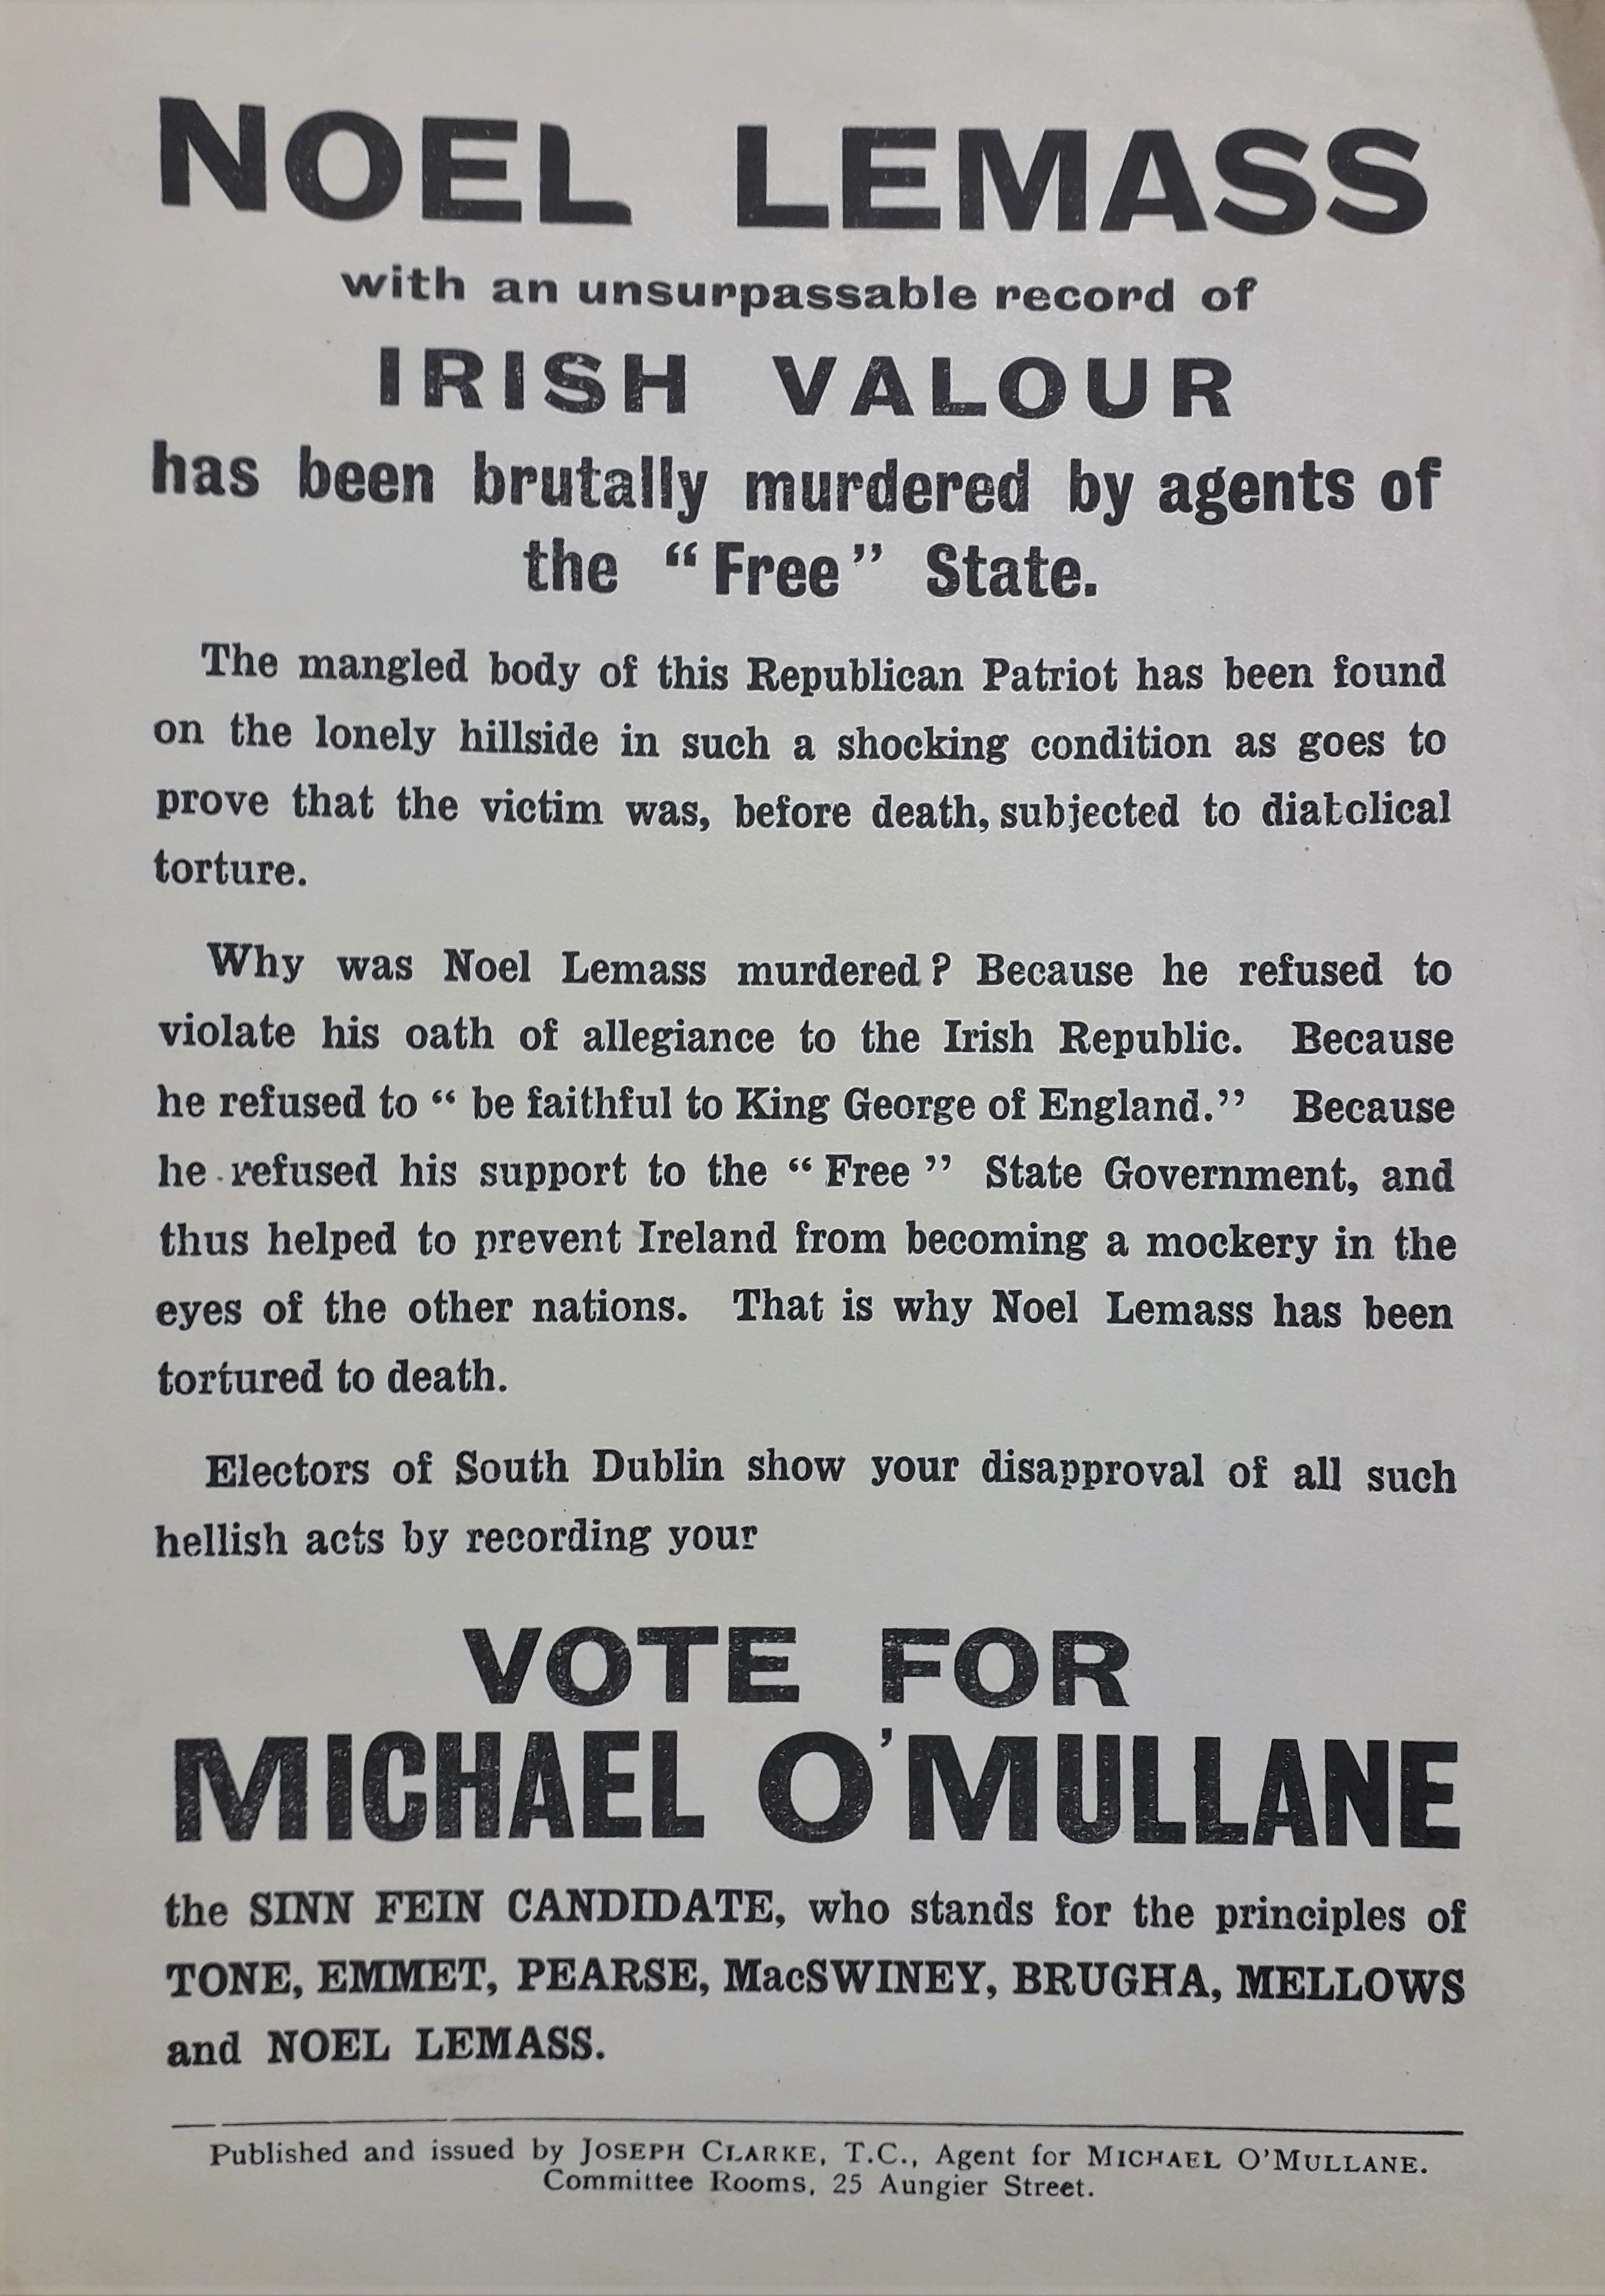 NOEL LEMASS
with an unsurpassable record of
IRISH VALOUR
has been brutally murdered by agents of
the “Free” State.
The mangled body of this Republican Patriot has been found
on the lonely hillside in such a shocking condition as goes to
prove that the victim was, before death, subjected to diabolical
torture.
Why was Noel Lemass murdered? Because he refused to
violate his oath of allegiance to the Irish Republic. Because
he refused to “ be faithful to King George of England.” Because
he refused his support to the “ Free ” State Government, and
thus helped to prevent Ireland from becoming a mockery in the
eyes of the other nations. That is why Noel Lemass has been
tortured to death.
Electors of South Dublin show your disapproval of all such
hellish acts by recording your
VOTE FOR
MICHAEL O’MULLANE
the SINN FEIN CANDIDATE, who stands for the principles of
TONE, EMMET, PEARSE, MacSWINEY, BRUGHA, MELLOWS
and NOEL LEMASS.
Published and issued by JOSEPH CLARKE, T.C., Agent for MICHAEL O’MULLANE.
Committee Rooms, 25 Aungier Street.